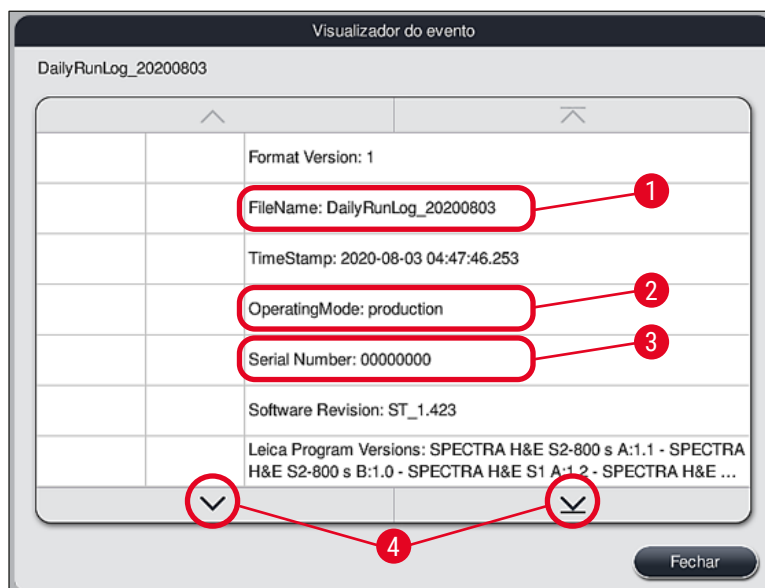 Visualizador do evento
DailyRunLog_20200803
Format Version: 1
FileName: DailyRunLog_20200803
1
TimeStamp: 2020-08-03 04:47:46.253
OperatingMode: production
2
Serial Number: 00000000
3
Software Revision: ST_1.423
Leica Program Versions: SPECTRA H&E S2-800 s A:1.1 - SPECTRA
H&E S2-800 s B:1.0 - SPECTRA H&E S1 A:1.2 - SPECTRA H&E ...
4
Fechar